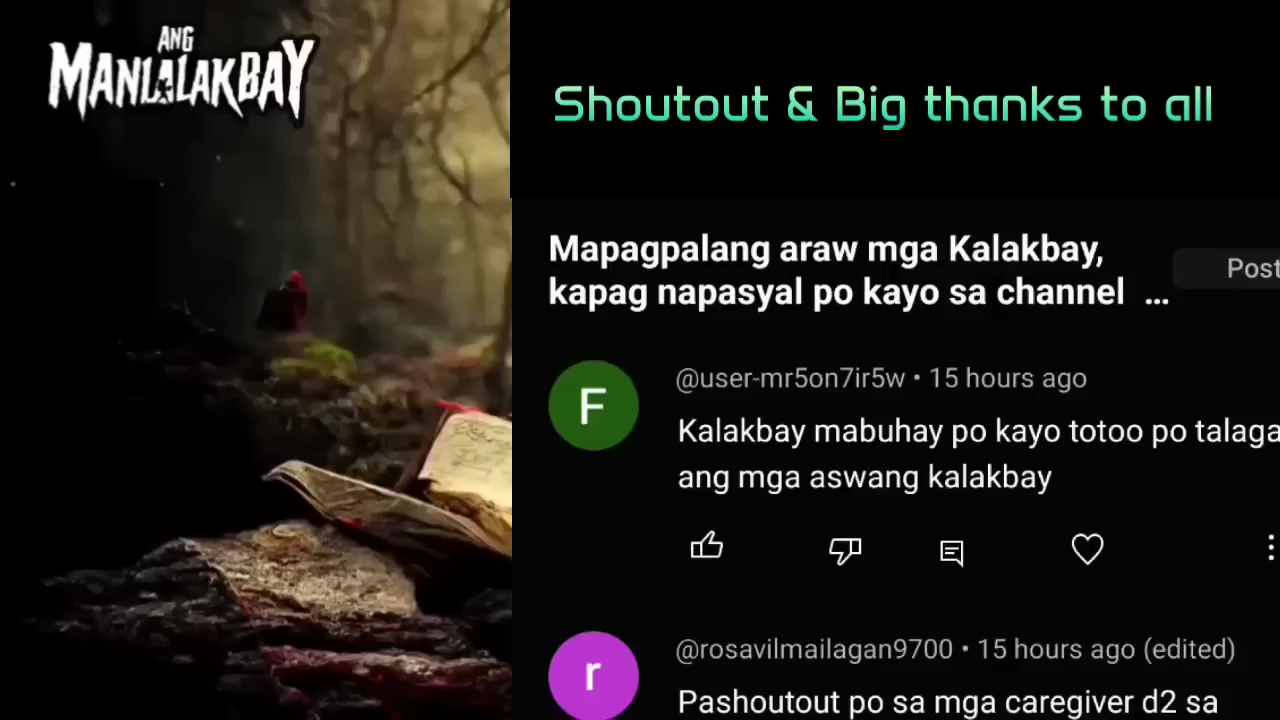 ANG
MANLALAKBAY
Shoutout & Big thanks to all
Mapagpalang araw mga Kalakbay,
kapag napasyal po kayo sa channel ...
Post
F
@user-mr5on7ir5w • 15 hours ago
Kalakbay mabuhay po kayo totoo po talaga
ang mga aswang kalakbay
r
@rosavilmailagan9700 • 15 hours ago (edited)
Pashoutout po sa mga caregiver d2 sa